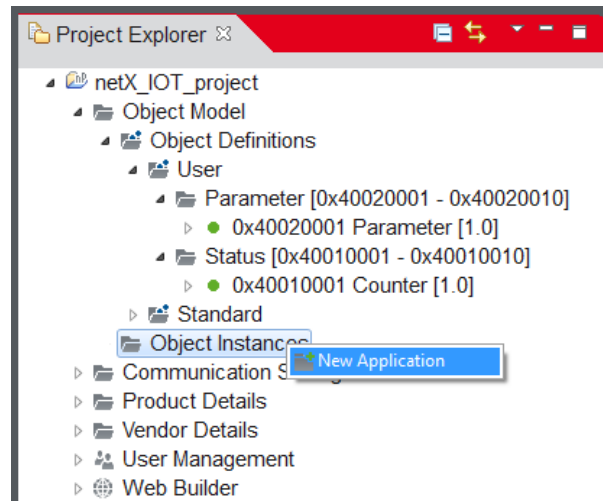 Project Explorer
netX_IOT_project
Object Model
Object Definitions
User
Parameter [0x40020001 - 0x40020010]
0x40020001 Parameter [1.0]
Status [0x40010001 - 0x40010010]
0x40010001 Counter [1.0]
Standard
Object Instances
New Application
Communication S
Product Details
Vendor Details
User Management
Web Builder